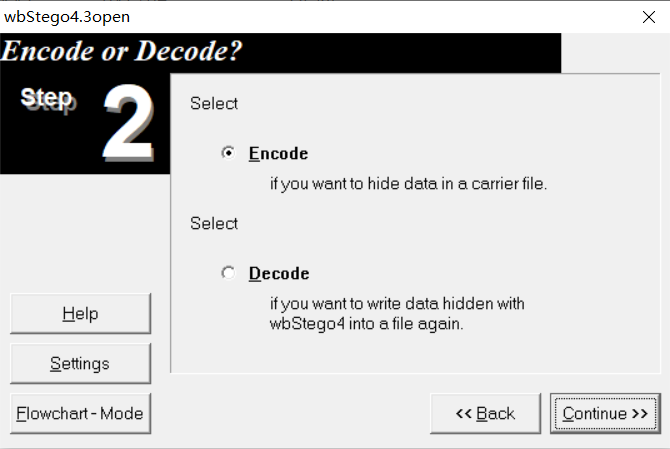 wbStego4.3open
Encode or Decode?
Step 2
Select
Encode
if you want to hide data in a carrier file.
Select
Decode
if you want to write data hidden with
wbStego4 into a file again.
Help
Settings
Flowchart - Mode
<< Back
Continue >>